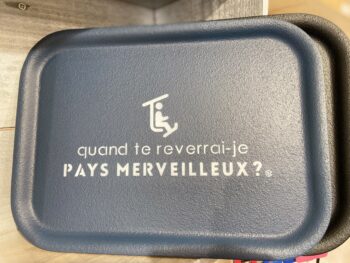 quand te reverrai-je
PAYS MERVEILLEUX?®